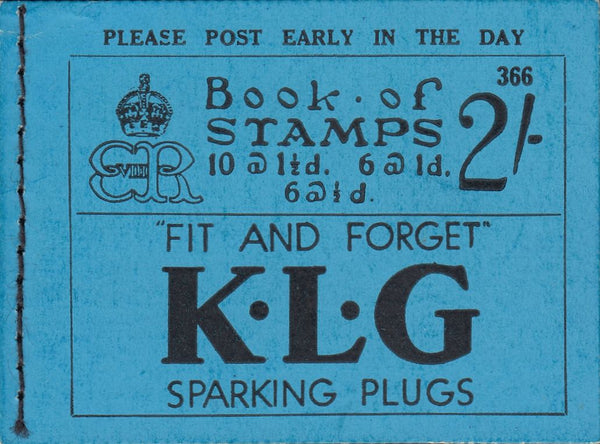 PLEASE POST EARLY IN THE DAY
366
EVIIIR
Book·of
STAMPS
2/-
10 @ 1½d. 6 @ 1d.
6 @ ½d.
"FIT AND FORGET"
K·L·G
SPARKING PLUGS